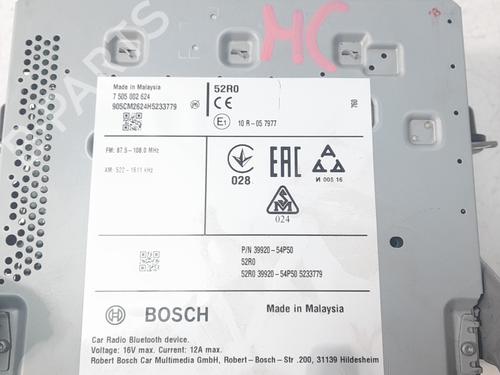 HC
Made in Malaysia
7 505 002 624
905CM2624H5233779
52R0
CE
E1 10 R-05 7977
FM: 87.5-108.0 MHz
AM: 522-1611 kHz
028
EAC
И 005 16
SM
024
P/N 39920-54P50
52R0
52R0 39920-54P50 5233779
BOSCH
Made in Malaysia
Car Radio Bluetooth device.
Voltage: 16V max. Current: 12A max.
Robert Bosch Car Multimedia GmbH, Robert-Bosch-Str .200, 31139 Hildesheim